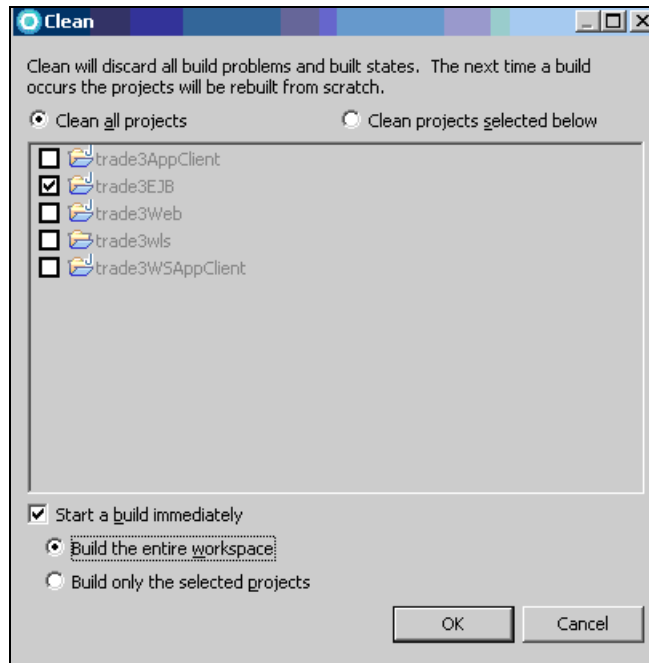 Clean
Clean will discard all build problems and built states. The next time a build
occurs the projects will be rebuilt from scratch.
Clean all projects
Clean projects selected below
trade3AppClient
trade3EJB
trade3Web
trade3wls
trade3WSAppClient
Start a build immediately
Build the entire workspace
Build only the selected projects
OK
Cancel